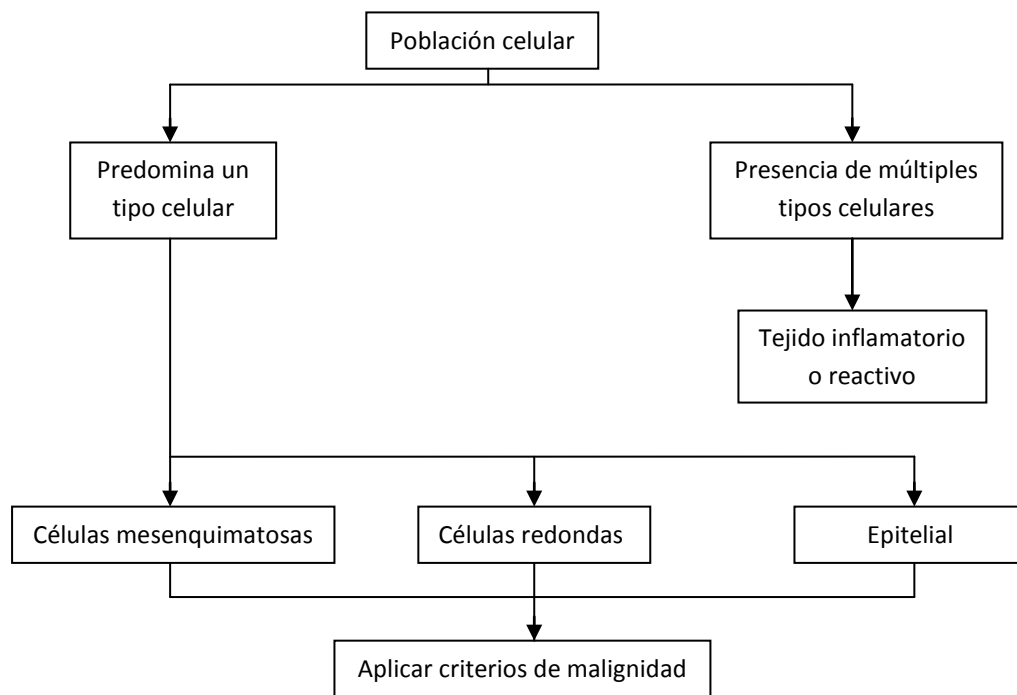 Población celular
Predomina un
tipo celular
Presencia de múltiples
tipos celulares
Tejido inflamatorio
o reactivo
Células mesenquimatosas
Células redondas
Epitelial
Aplicar criterios de malignidad